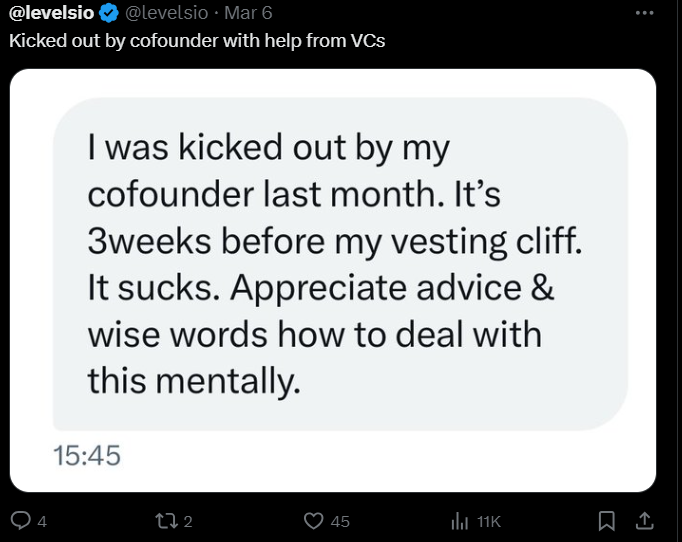 @levelsio @levelsio · Mar 6 ...
Kicked out by cofounder with help from VCs
I was kicked out by my
cofounder last month. It’s
3weeks before my vesting cliff.
It sucks. Appreciate advice &
wise words how to deal with
this mentally.
15:45
4 2 45 11K